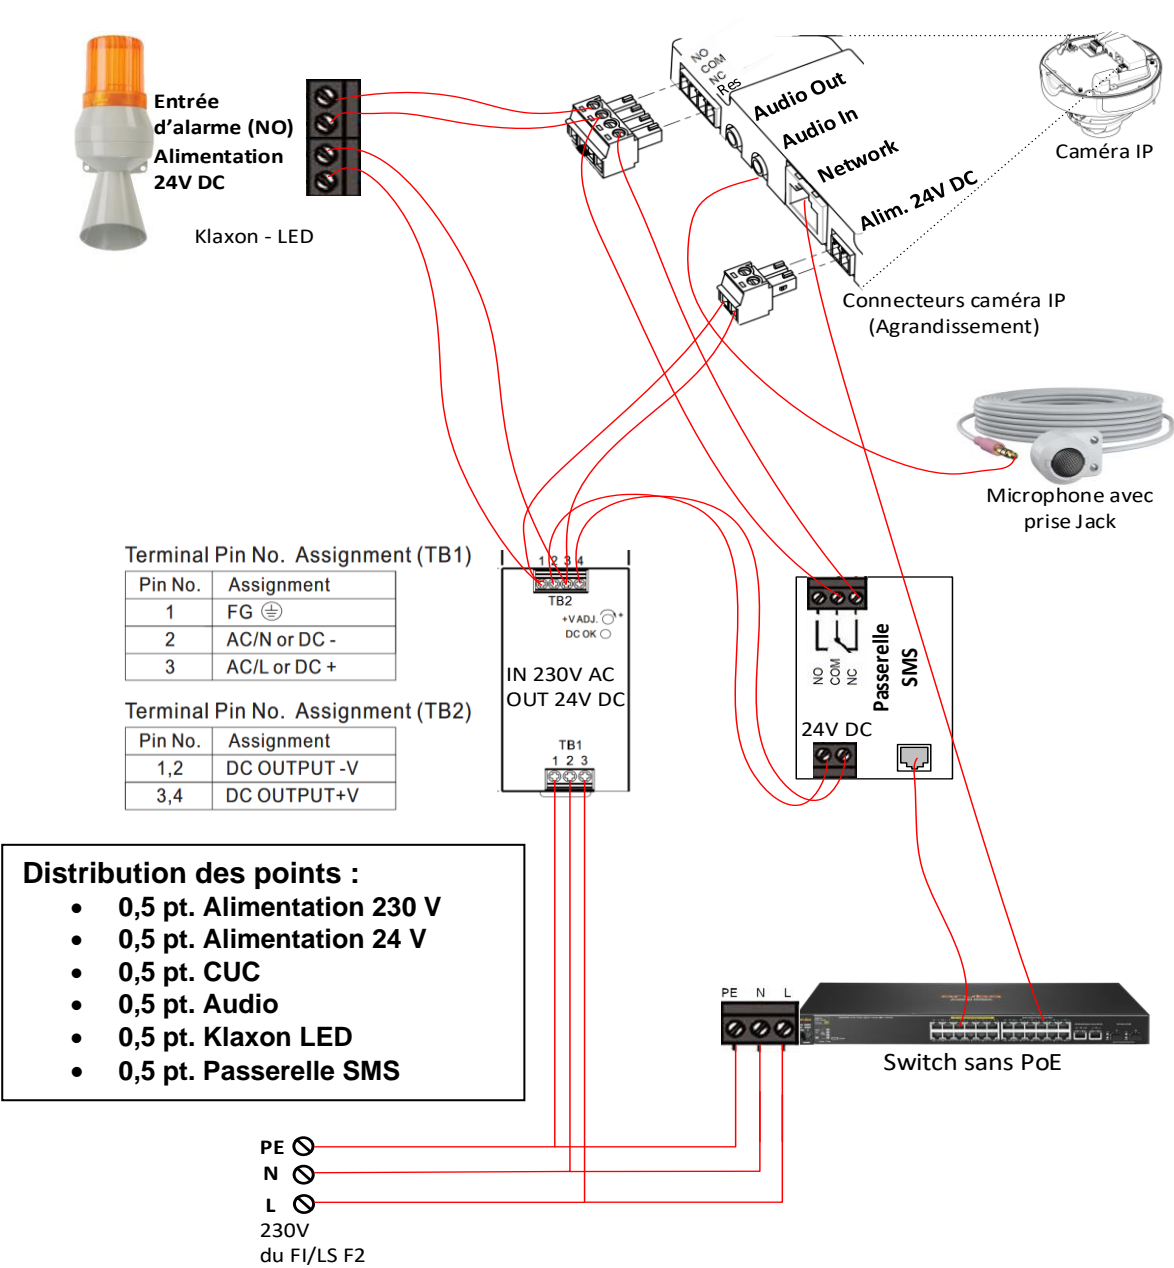 NO
COM
NC
Res
Audio Out
Audio In
Network
Alim. 24V DC
Entrée
d’alarme (NO)
Alimentation
24V DC
Klaxon - LED
Caméra IP
Connecteurs caméra IP
(Agrandissement)
Microphone avec
prise Jack
Terminal Pin No. Assignment (TB1)
Pin No. Assignment
1 FG
2 AC/N or DC -
3 AC/L or DC +
Terminal Pin No. Assignment (TB2)
Pin No. Assignment
1,2 DC OUTPUT -V
3,4 DC OUTPUT+V
1 2 3 4
TB2
+V ADJ. +
DC OK
IN 230V AC
OUT 24V DC
TB1
1 2 3
NO
COM
NC
Passerelle
SMS
24V DC
Distribution des points :
• 0,5 pt. Alimentation 230 V
• 0,5 pt. Alimentation 24 V
• 0,5 pt. CUC
• 0,5 pt. Audio
• 0,5 pt. Klaxon LED
• 0,5 pt. Passerelle SMS
PE N L
aruba
Switch sans PoE
PE
N
L
230V
du FI/LS F2